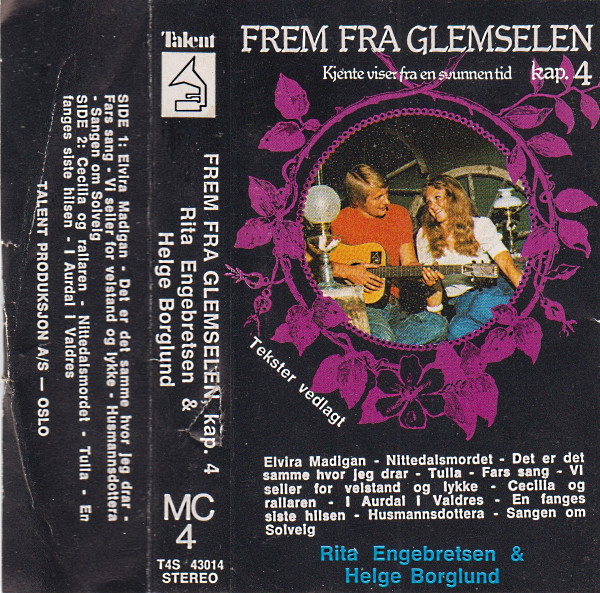 SIDE 1: Elvira Madigan - Det er det samme hvor jeg drar -
Fars sang - Vi seiler for velstand og lykke - Husmannsdottera
- Sangen om Solveig
SIDE 2: Cecilia og rallaren - Nittedalsmordet - Tulla - En
fanges siste hilsen - I Aurdal i Valdres
TALENT PRODUKSJON A/S — OSLO
Talent
FREM FRA GLEMSELEN kap. 4
Rita Engebretsen &
Helge Borglund
MC
4
T4S 43014
STEREO
FREM FRA GLEMSELEN
Kjente viser fra en svunnen tid kap. 4
Tekster vedlagt
Elvira Madigan - Nittedalsmordet - Det er det
samme hvor jeg drar - Tulla - Fars sang - Vi
seiler for velstand og lykke - Cecilia og
rallaren - I Aurdal i Valdres - En fanges
siste hilsen - Husmannsdottera - Sangen om
Solveig
Rita Engebretsen &
Helge Borglund